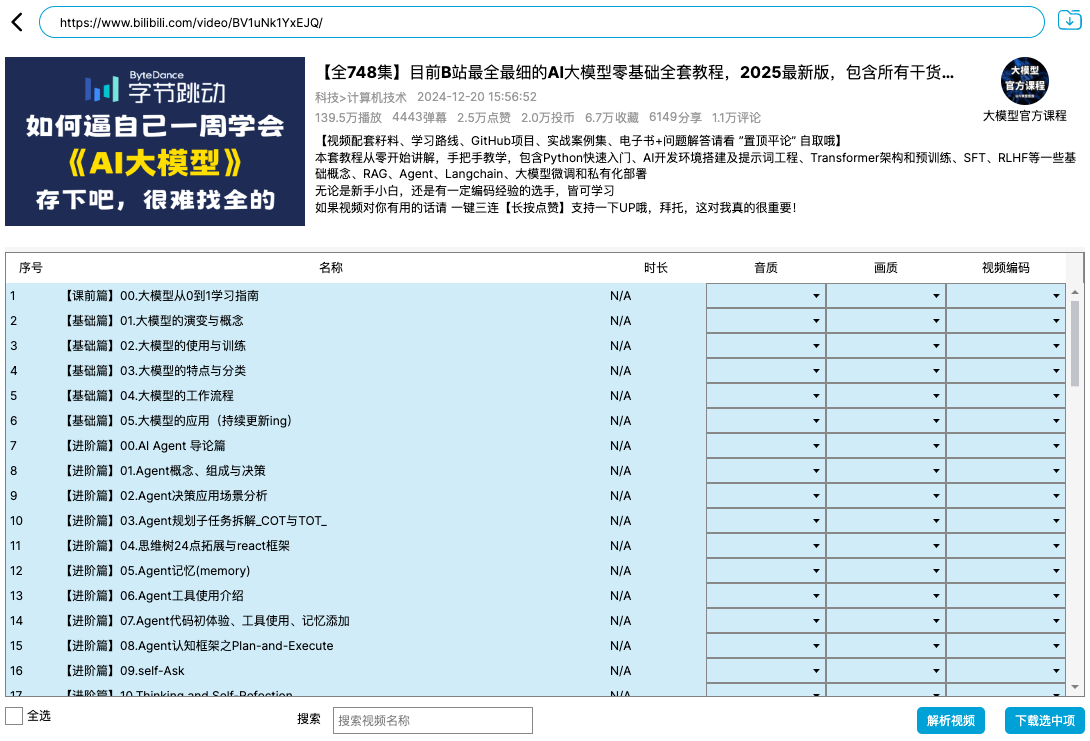 https://www.bilibili.com/video/BV1uNk1YxEJQ/
ByteDance
字节跳动
如何逼自己一周学会
《AI大模型》
存下吧，很难找全的
【全748集】目前B站最全最细的AI大模型零基础全套教程，2025最新版，包含所有干货...
科技>计算机技术 2024-12-20 15:56:52
139.5万播放 4443弹幕 2.5万点赞 2.0万投币 6.7万收藏 6149分享 1.1万评论
【视频配套籽料、学习路线、GitHub项目、实战案例集、电子书+问题解答请看 “置顶平论” 自取哦】
本套教程从零开始讲解，手把手教学，包含Python快速入门、AI开发环境搭建及提示词工程、Transformer架构和预训练、SFT、RLHF等一些基
础概念、RAG、Agent、Langchain、大模型微调和私有化部署
无论是新手小白，还是有一定编码经验的选手，皆可学习
如果视频对你有用的话请 一键三连【长按点赞】支持一下UP哦，拜托，这对我真的很重要！
大模型
官方课程
大模型官方课程
序号 名称 时长 音质 画质 视频编码
1 【课前篇】00.大模型从0到1学习指南 N/A
2 【基础篇】01.大模型的演变与概念 N/A
3 【基础篇】02.大模型的使用与训练 N/A
4 【基础篇】03.大模型的特点与分类 N/A
5 【基础篇】04.大模型的工作流程 N/A
6 【基础篇】05.大模型的应用（持续更新ing） N/A
7 【进阶篇】00.AI Agent 导论篇 N/A
8 【进阶篇】01.Agent概念、组成与决策 N/A
9 【进阶篇】02.Agent决策应用场景分析 N/A
10 【进阶篇】03.Agent规划子任务拆解_COT与TOT_ N/A
11 【进阶篇】04.思维树24点拓展与react框架 N/A
12 【进阶篇】05.Agent记忆(memory) N/A
13 【进阶篇】06.Agent工具使用介绍 N/A
14 【进阶篇】07.Agent代码初体验、工具使用、记忆添加 N/A
15 【进阶篇】08.Agent认知框架之Plan-and-Execute N/A
16 【进阶篇】09.self-Ask N/A
17 【进阶篇】10.Thinking and Self-Refection N/A
全选 搜索 搜索视频名称 解析视频 下载选中项